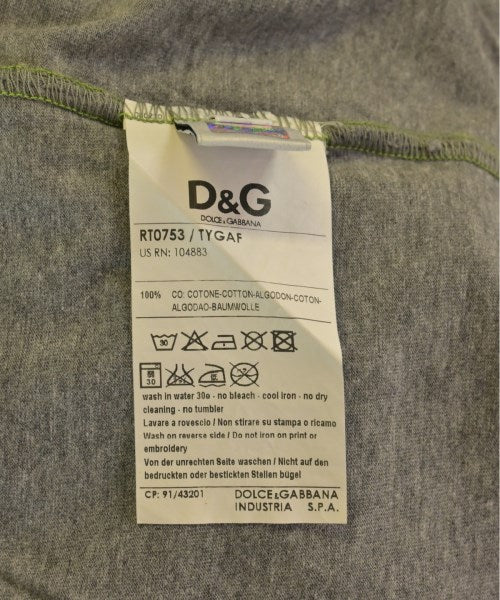 D&G
DOLCE&GABBANA
RT0753 / TYGAF
US RN: 104883
100% CO: COTONE-COTTON-ALGODON-COTON-
ALGODAO-BAUMWOLLE
30
30
wash in water 30º - no bleach - cool iron - no dry
cleaning - no tumbler
Lavare a rovescio / Non stirare su stampa o ricamo
Wash on reverse side / Do not iron on print or
embroidery
Von der unrechten Seite waschen / Nicht auf den
bedruckten oder bestickten Stellen bügel
CP: 91/43201 DOLCE&GABBANA
INDUSTRIA S.P.A.